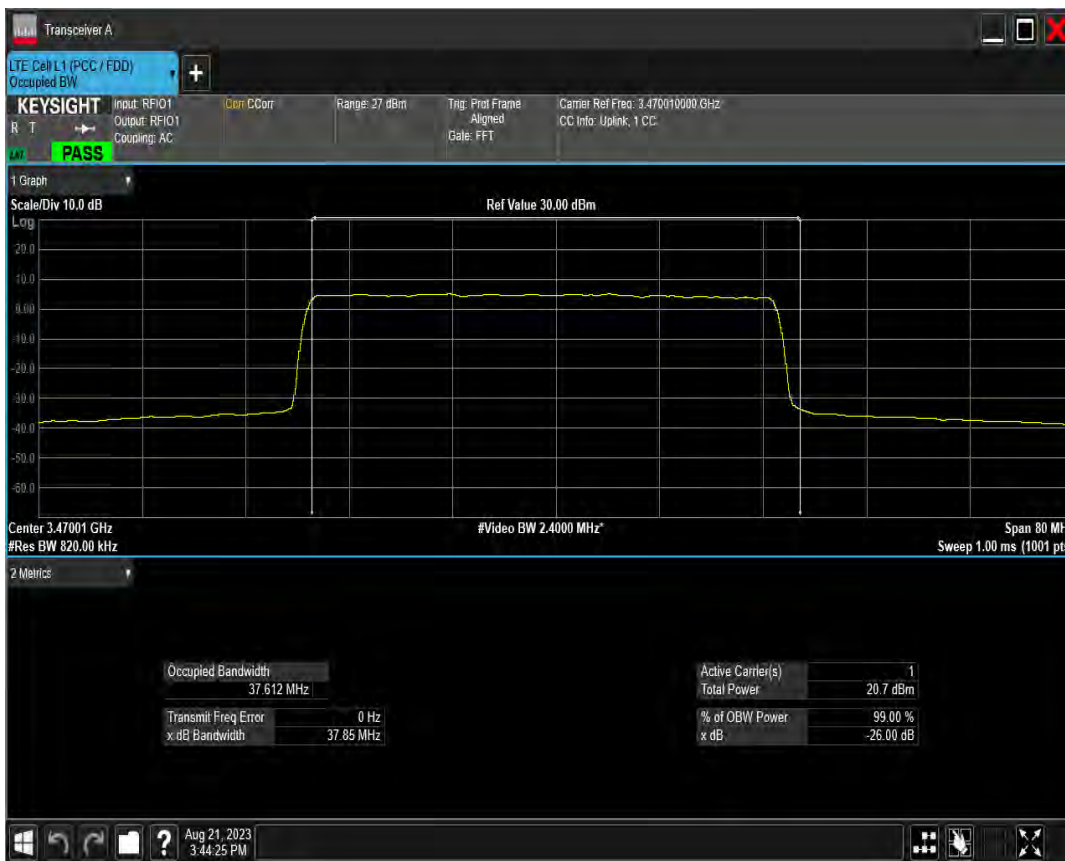 Transceiver A
LTE Cell L1 (PCC / FDD)
Occupied BW
+
KEYSIGHT
R T
PASS
Input: RFIO1
Output: RFIO1
Coupling: AC
Corr CCorr
Range: 27 dBm
Trig: Prot Frame
Aligned
Gate: FFT
Carrier Ref Freq: 3.470010000 GHz
CC Info: Uplink, 1 CC
1 Graph
Scale/Div 10.0 dB
Ref Value 30.00 dBm
Log
20.0
10.0
0.00
-10.0
-20.0
-30.0
-40.0
-50.0
-60.0
Center 3.47001 GHz
#Video BW 2.4000 MHz*
Span 80 MH
#Res BW 820.00 kHz
Sweep 1.00 ms (1001 pts
2 Metrics
Occupied Bandwidth
37.612 MHz
Transmit Freq Error 0 Hz
x dB Bandwidth 37.85 MHz
Active Carrier(s) 1
Total Power 20.7 dBm
% of OBW Power 99.00 %
x dB -26.00 dB
?
Aug 21, 2023
3:44:25 PM